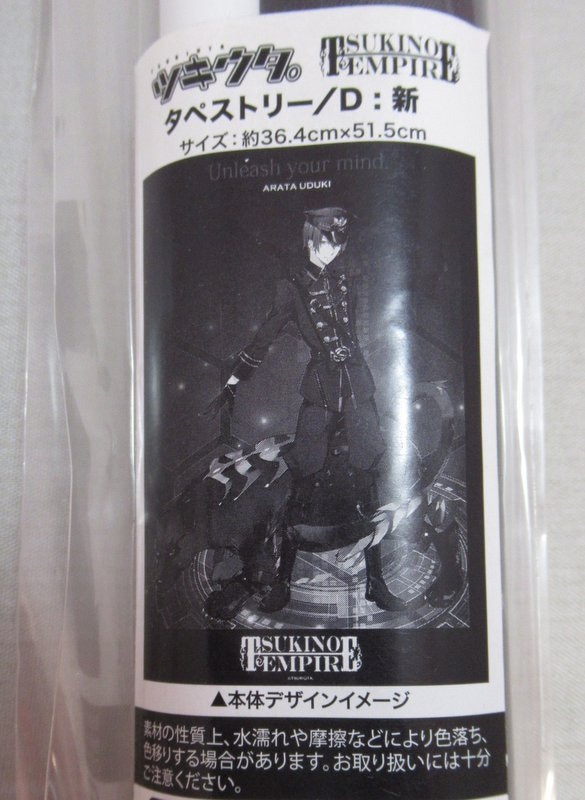 ツキウタ。
TSUKINO EMPIRE
タペストリー/D：新
サイズ：約36.4cm×51.5cm
Unleash your mind.
ARATA UDUKI
TSUKINO EMPIRE
▲本体デザインイメージ
素材の性質上、水濡れや摩擦などにより色落ち、
色移りする場合があります。お取り扱いには十分
ご注意ください。